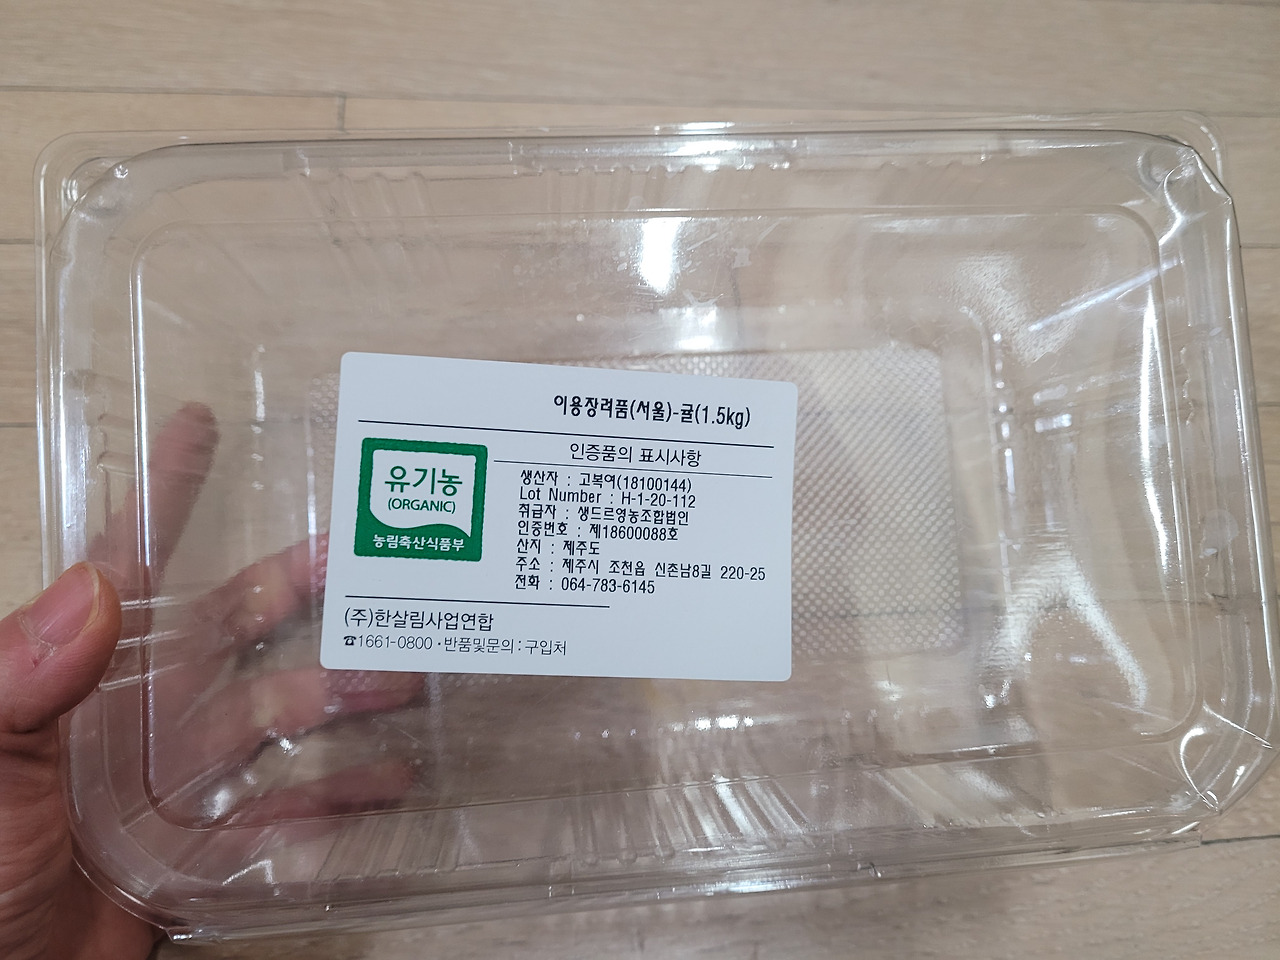 이용장려품(서울)-귤(1.5kg)
인증품의 표시사항
유기농
(ORGANIC)
농림축산식품부
생산자 : 고복여(18100144)
Lot Number : H-1-20-112
취급자 : 생드르영농조합법인
인증번호 : 제18600088호
산지 : 제주도
주소 : 제주시 조천읍 신촌남8길 220-25
전화 : 064-783-6145
(주)한살림사업연합
☎1661-0800 · 반품및문의 : 구입처